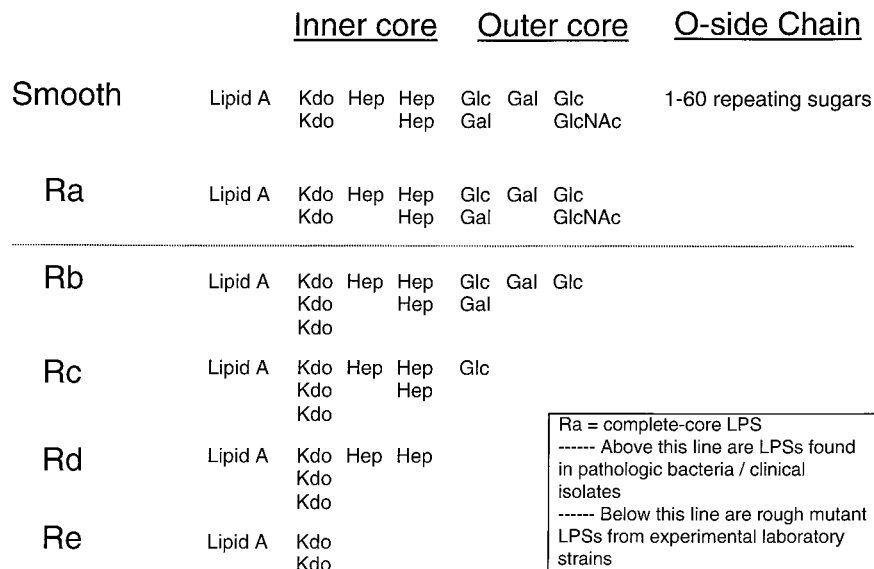 Inner core Outer core O-side Chain
Smooth Lipid A Kdo Hep Hep Glc Gal Glc 1-60 repeating sugars
Kdo Hep Gal GlcNAc
Ra Lipid A Kdo Hep Hep Glc Gal Glc
Kdo Hep Gal GlcNAc
Rb Lipid A Kdo Hep Hep Glc Gal Glc
Kdo Hep Gal
Kdo
Rc Lipid A Kdo Hep Hep Glc
Kdo Hep
Kdo
Rd Lipid A Kdo Hep Hep
Kdo
Kdo
Re Lipid A Kdo
Kdo
Ra = complete-core LPS
------ Above this line are LPSs found
in pathologic bacteria / clinical
isolates
------ Below this line are rough mutant
LPSs from experimental laboratory
strains